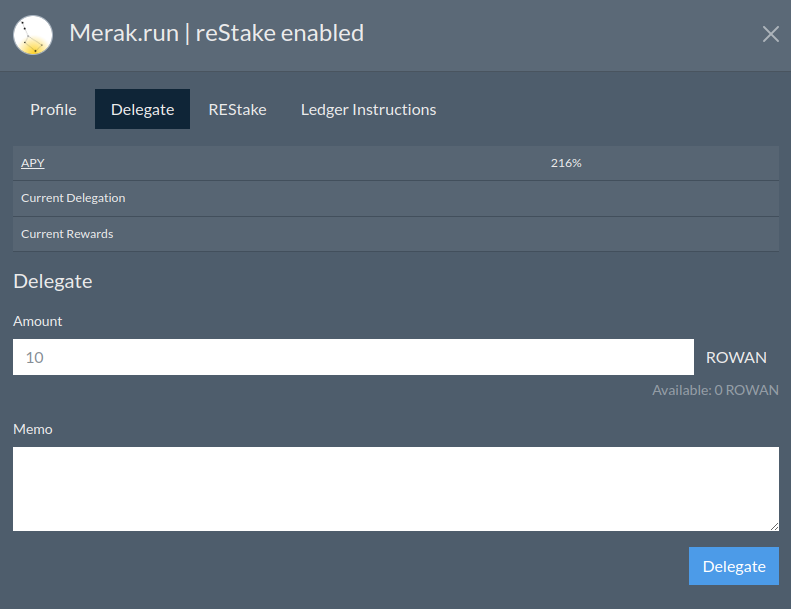 Merak.run | reStake enabled
Profile Delegate REStake Ledger Instructions
APY 216%
Current Delegation
Current Rewards
Delegate
Amount
10 ROWAN
Available: 0 ROWAN
Memo
Delegate